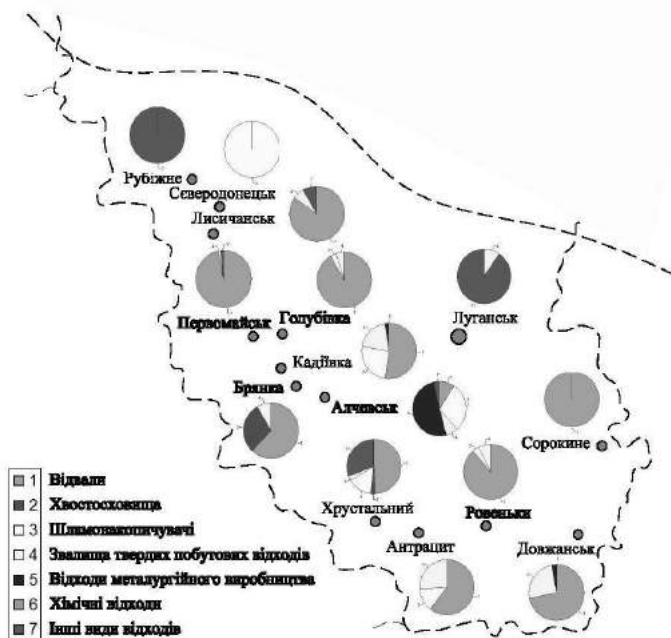 Рубіжне
Сєверодонецьк
Лисичанськ
Первомайськ
Голубівка
Луганськ
Кадіївка
Брянка
Алчевськ
Сорокине
Хрустальний
Ровеньки
Антрацит
Довжанськ
1 Відвали
2 Хвостосховища
3 Шламонакопичувачі
4 Звалища твердих побутових відходів
5 Відходи металургійного виробництва
6 Хімічні відходи
7 Інші види відходів